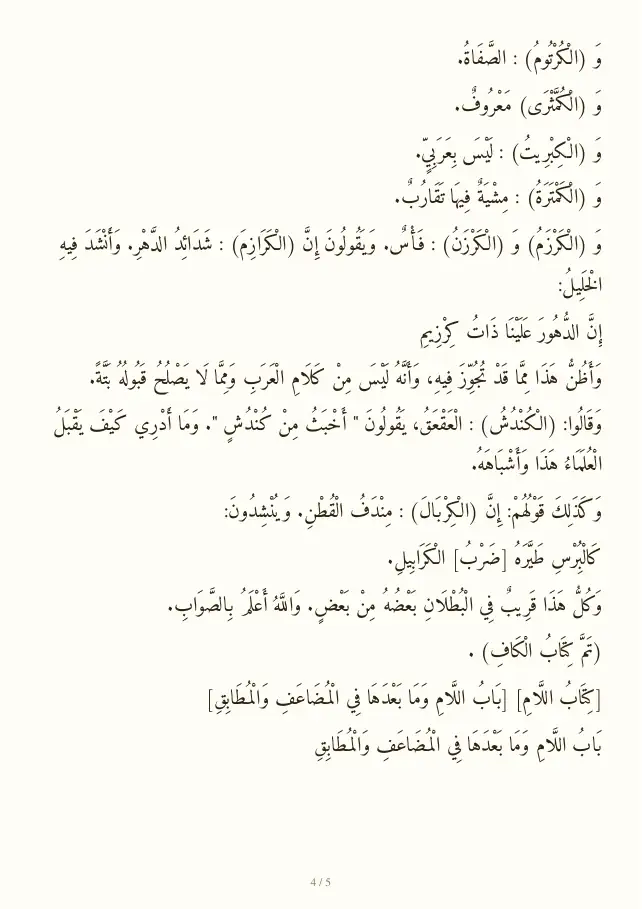 وَ (الْكُرْتُومُ) : الصَّفَاةُ.
وَ (الْكُمَّثْرَى) مَعْرُوفٌ.
وَ (الْكِبْرِيتُ) : لَيْسَ بِعَرَبِيٍّ.
وَ (الْكَمْتَرَةُ) : مِشْيَةٌ فِيهَا تَقَارُبٌ.
وَ (الْكَرْزَمُ) وَ (الْكَرْزَنُ) : فَأْسٌ. وَيَقُولُونَ إِنَّ (الْكَرَازِمَ) : شَدَائِدُ الدَّهْرِ. وَأَنْشَدَ فِيهِ
الْخَلِيلُ:
إِنَّ الدُّهُورَ عَلَيْنَا ذَاتُ كِرْزِيمِ
وَأَظُنُّ هَذَا مِمَّا قَدْ تُجُوِّزَ فِيهِ، وَأَنَّهُ لَيْسَ مِنْ كَلَامِ الْعَرَبِ وَمِمَّا لَا يَصْلُحُ قَبُولُهُ بَتَّةً.
وَقَالُوا: (الْكُنْدُشُ) : الْعَقْعَقُ، يَقُولُونَ " أَخْبَثُ مِنْ كُنْدُشٍ ". وَمَا أَدْرِي كَيْفَ يَقْبَلُ
الْعُلَمَاءُ هَذَا وَأَشْبَاهَهُ.
وَكَذَلِكَ قَوْلُهُمْ: إِنَّ (الْكِرْبَالَ) : مِنْدَفُ الْقُطْنِ. وَيُنْشِدُونَ:
كَالْبُرْسِ طَيَّرَهُ [ضَرْبُ] الْكَرَابِيلِ.
وَكُلُّ هَذَا قَرِيبٌ فِي الْبُطْلَانِ بَعْضُهُ مِنْ بَعْضٍ. وَاللَّهُ أَعْلَمُ بِالصَّوَابِ.
(تَمَّ كِتَابُ الْكَافِ) .
[كِتَابُ اللَّامِ] [بَابُ اللَّامِ وَمَا بَعْدَهَا فِي الْمُضَاعَفِ وَالْمُطَابِقِ]
بَابُ اللَّامِ وَمَا بَعْدَهَا فِي الْمُضَاعَفِ وَالْمُطَابِقِ
4 / 5